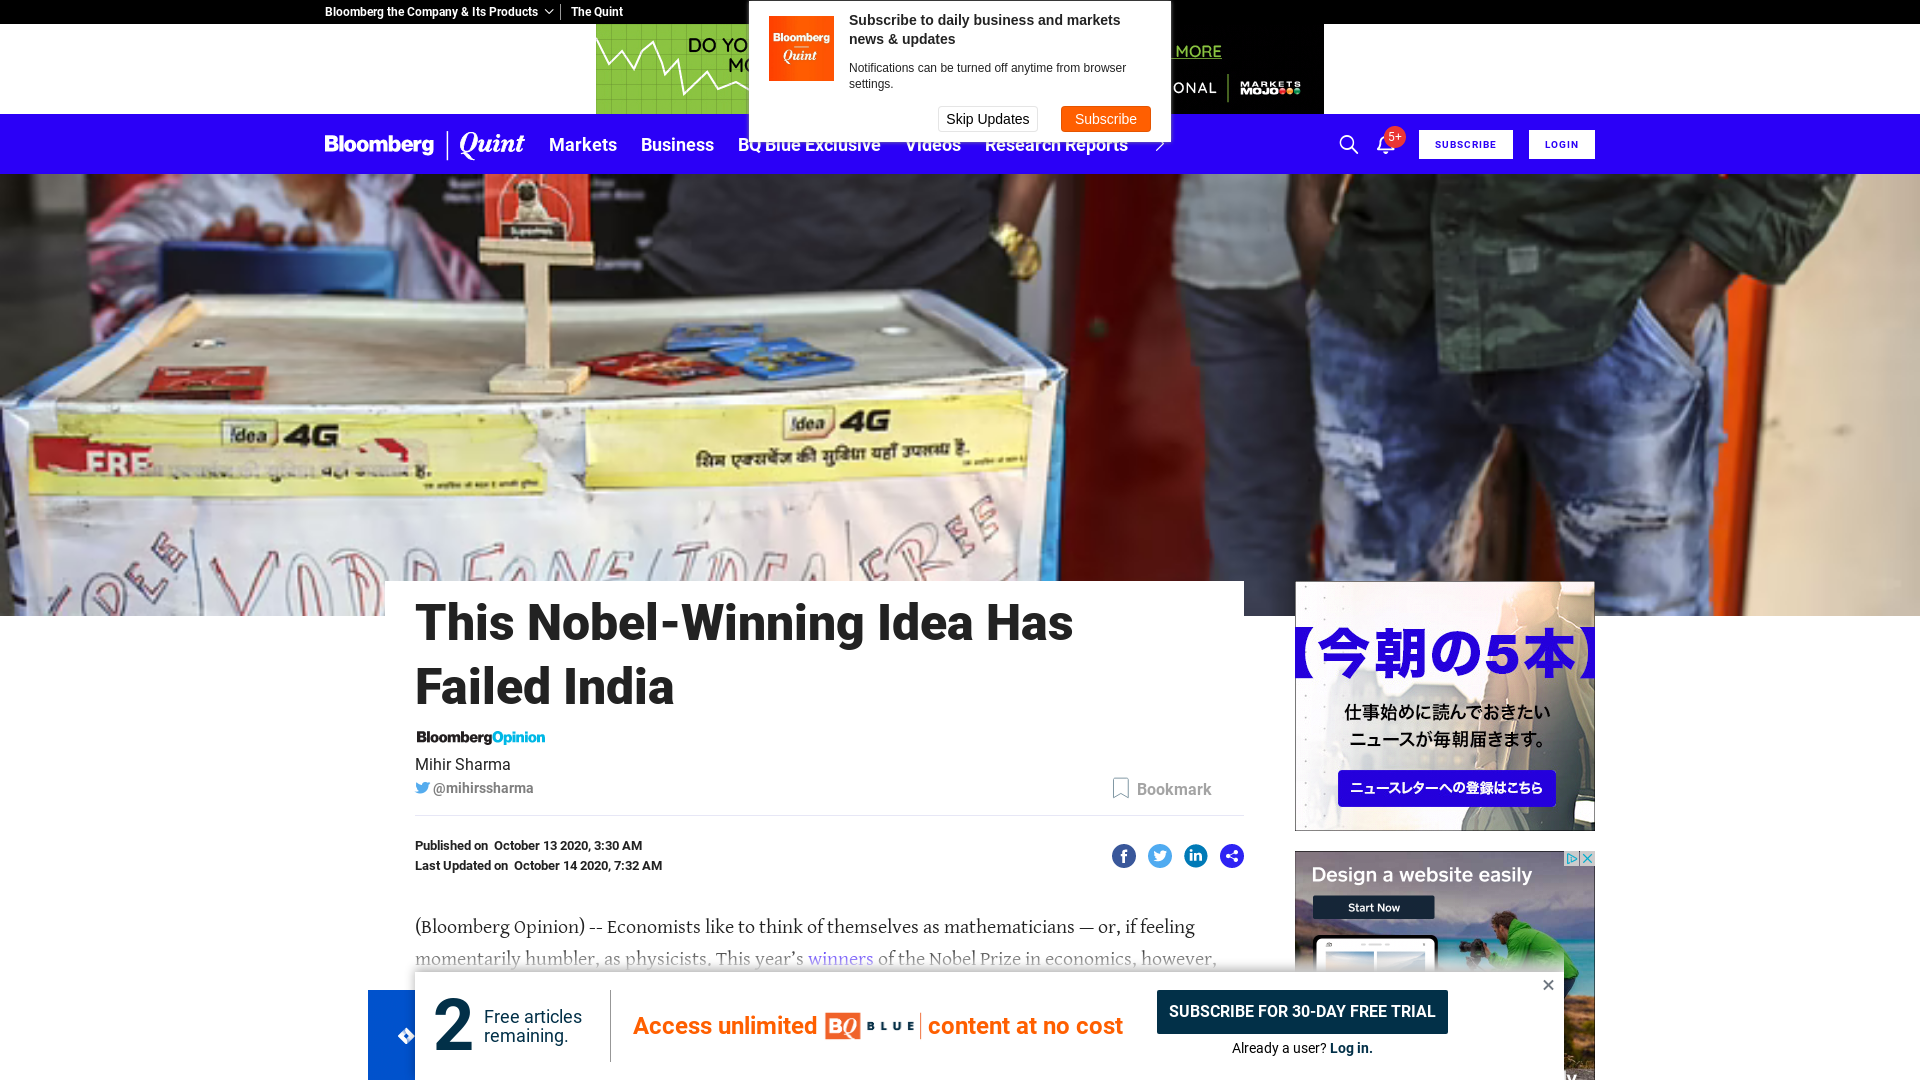 Bloomberg the Company & Its Products
The Quint
Bloomberg
Quint
Subscribe to daily business and markets
news & updates
Notifications can be turned off anytime from browser
settings.
Skip Updates
Subscribe
DO YO
MORE
ONAL
MARKETS
MOJO
Bloomberg | Quint
Markets
Business
BQ Blue Exclusive
Videos
Research Reports
5+
SUBSCRIBE
LOGIN
Idea 4G
Idea 4G
FRE
सिम एक्सचेंज की सुविधा यहाँ उपलब्ध है.
VODAFONE/IDEA/FREE
This Nobel-Winning Idea Has
Failed India
BloombergOpinion
Mihir Sharma
@mihirssharma
Bookmark
Published on October 13 2020, 3:30 AM
Last Updated on October 14 2020, 7:32 AM
(Bloomberg Opinion) -- Economists like to think of themselves as mathematicians — or, if feeling
momentarily humbler, as physicists. This year’s winners of the Nobel Prize in economics, however,
【今朝の5本】
仕事始めに読んでおきたい
ニュースが毎朝届きます。
ニュースレターへの登録はこちら
Design a website easily
Start Now
2
Free articles
remaining.
Access unlimited BQ BLUE content at no cost
SUBSCRIBE FOR 30-DAY FREE TRIAL
Already a user? Log in.